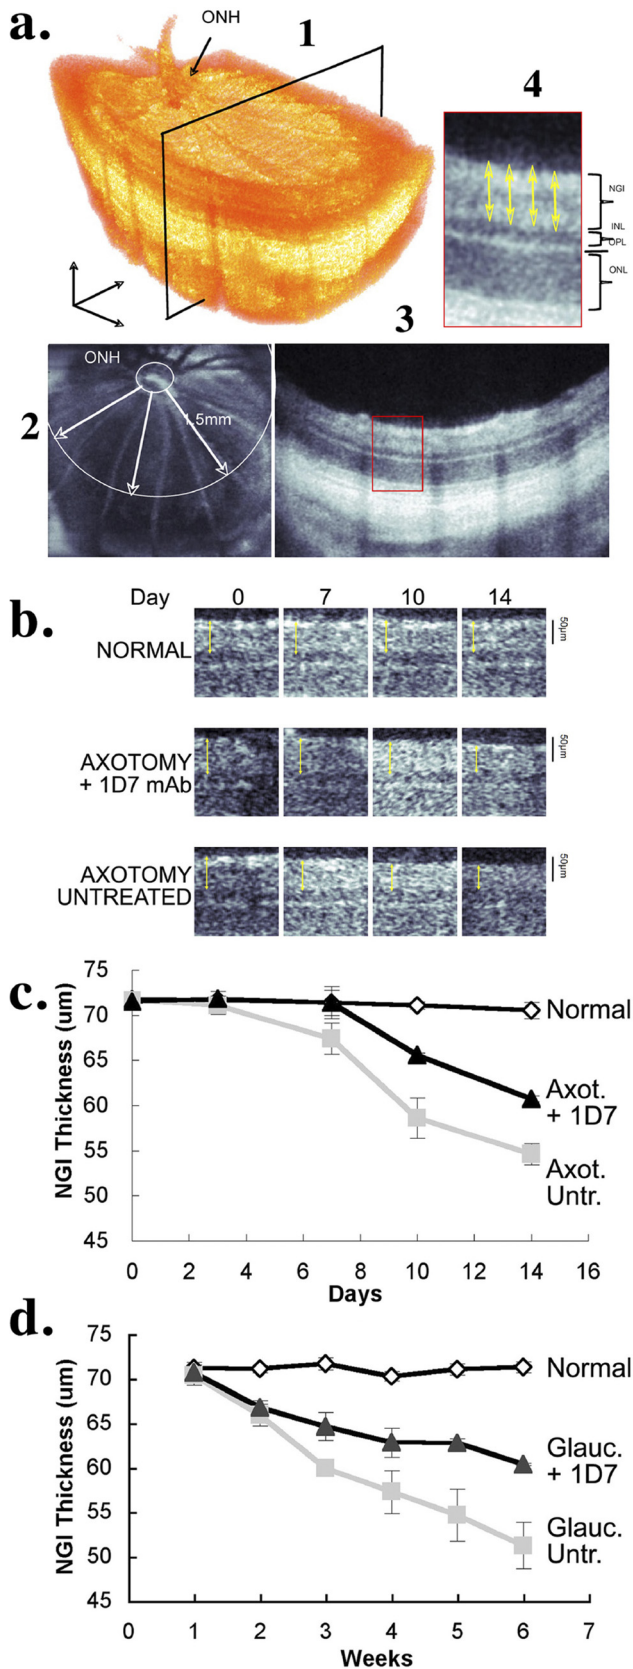 a.
ONH
1
4
NGI
INL
OPL
ONL
3
2
ONH
1.5mm
b.
Day 0 7 10 14
NORMAL
50μm
AXOTOMY
+ 1D7 mAb
50μm
AXOTOMY
UNTREATED
50μm
c.
NGI Thickness (um)
75
70
65
60
55
50
45
0 2 4 6 8 10 12 14 16
Days
Normal
Axot.
+ 1D7
Axot.
Untr.
d.
NGI Thickness (um)
75
70
65
60
55
50
45
0 1 2 3 4 5 6 7
Weeks
Normal
Glauc.
+ 1D7
Glauc.
Untr.